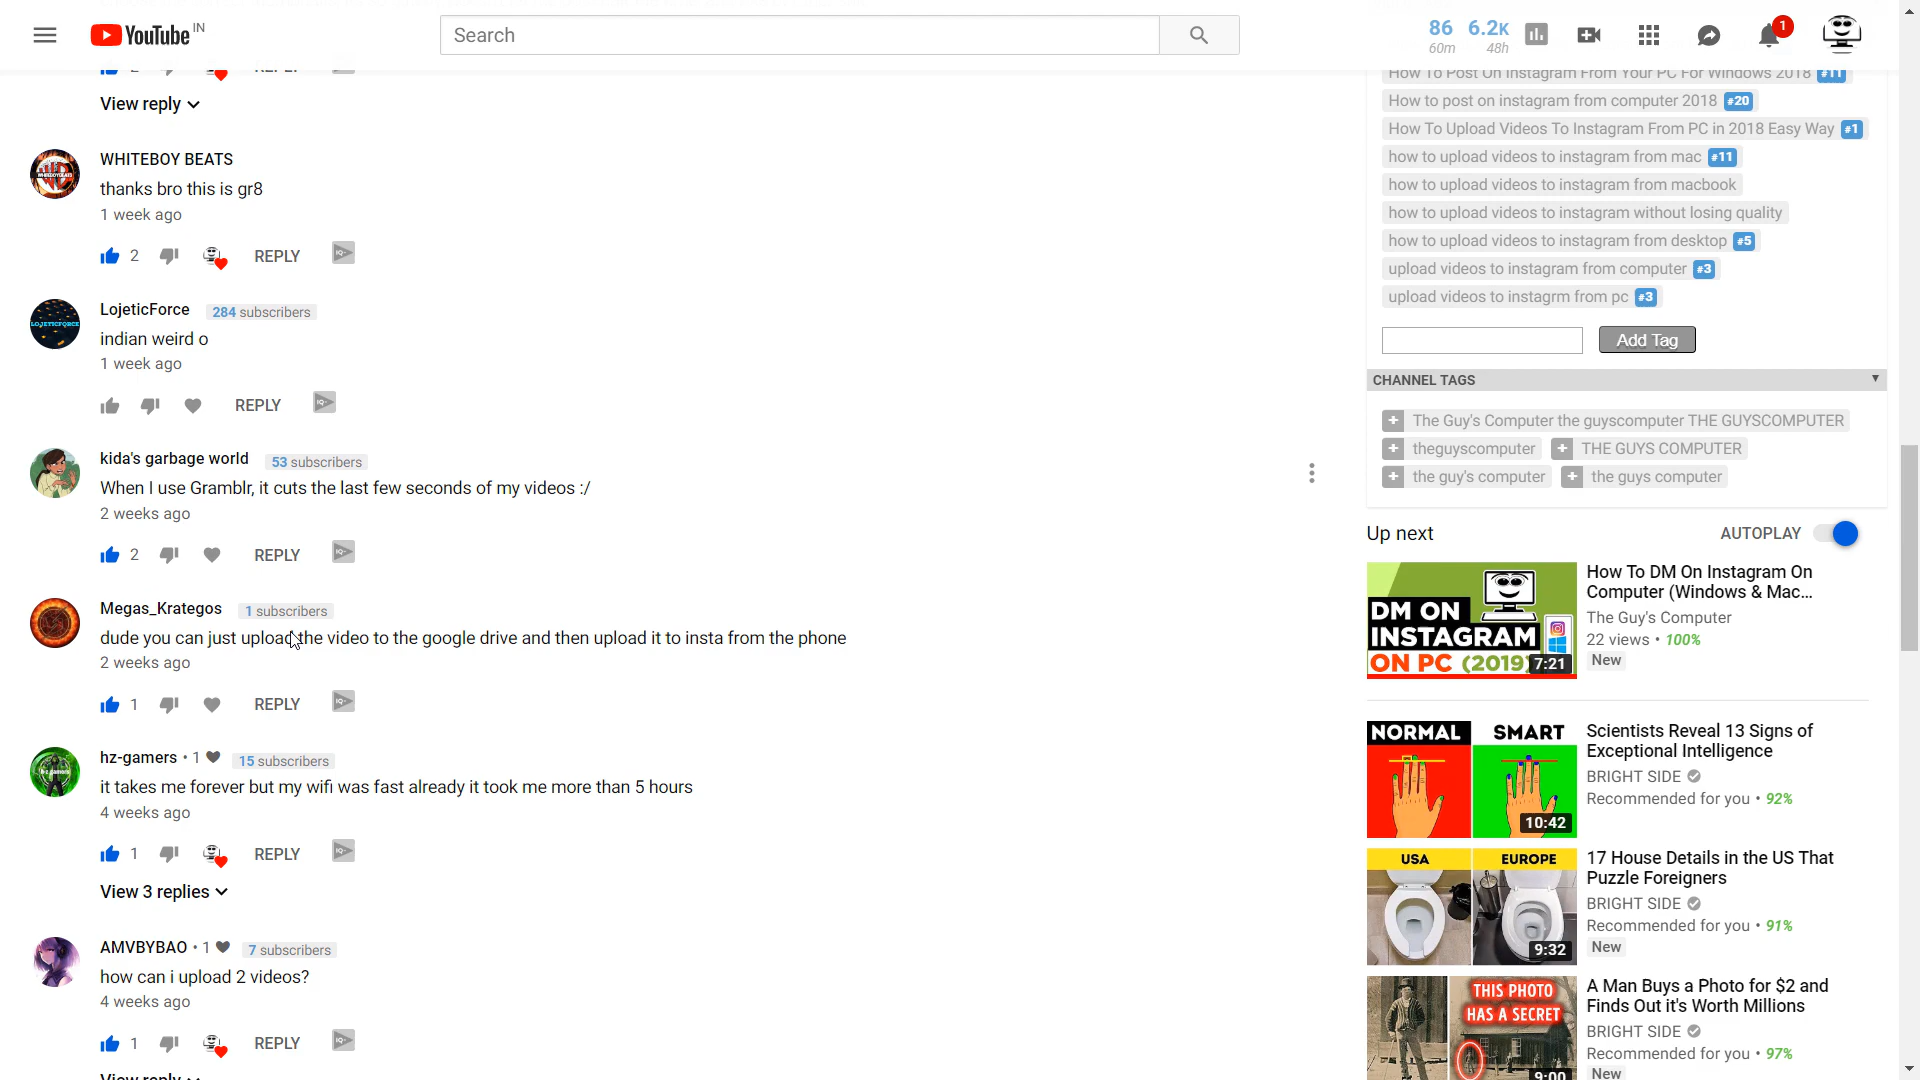 YouTube IN
Search
86 60m
6.2K 48h
1
View reply
WHITEBOY BEATS
thanks bro this is gr8
1 week ago
2 REPLY
LojeticForce 284 subscribers
indian weird o
1 week ago
REPLY
kida's garbage world 53 subscribers
When I use Gramblr, it cuts the last few seconds of my videos :/
2 weeks ago
2 REPLY
Megas_Krategos 1 subscribers
dude you can just upload the video to the google drive and then upload it to insta from the phone
2 weeks ago
1 REPLY
hz-gamers • 1 15 subscribers
it takes me forever but my wifi was fast already it took me more than 5 hours
4 weeks ago
1 REPLY
View 3 replies
AMVBYBAO • 1 7 subscribers
how can i upload 2 videos?
4 weeks ago
1 REPLY
View reply
How To Post On Instagram From Your PC For Windows 2018 #11
How to post on instagram from computer 2018 #20
How To Upload Videos To Instagram From PC in 2018 Easy Way #1
how to upload videos to instagram from mac #11
how to upload videos to instagram from macbook
how to upload videos to instagram without losing quality
how to upload videos to instagram from desktop #5
upload videos to instagram from computer #3
upload videos to instagrm from pc #3
Add Tag
CHANNEL TAGS
+ The Guy's Computer the guyscomputer THE GUYSCOMPUTER
+ theguyscomputer + THE GUYS COMPUTER
+ the guy's computer + the guys computer
Up next
AUTOPLAY
DM ON
INSTAGRAM
ON PC (2019)
7:21
How To DM On Instagram On
Computer (Windows & Mac...
The Guy's Computer
22 views • 100%
New
NORMAL SMART
10:42
Scientists Reveal 13 Signs of
Exceptional Intelligence
BRIGHT SIDE
Recommended for you • 92%
USA EUROPE
9:32
17 House Details in the US That
Puzzle Foreigners
BRIGHT SIDE
Recommended for you • 91%
New
THIS PHOTO
HAS A SECRET
9:00
A Man Buys a Photo for $2 and
Finds Out it's Worth Millions
BRIGHT SIDE
Recommended for you • 97%
New